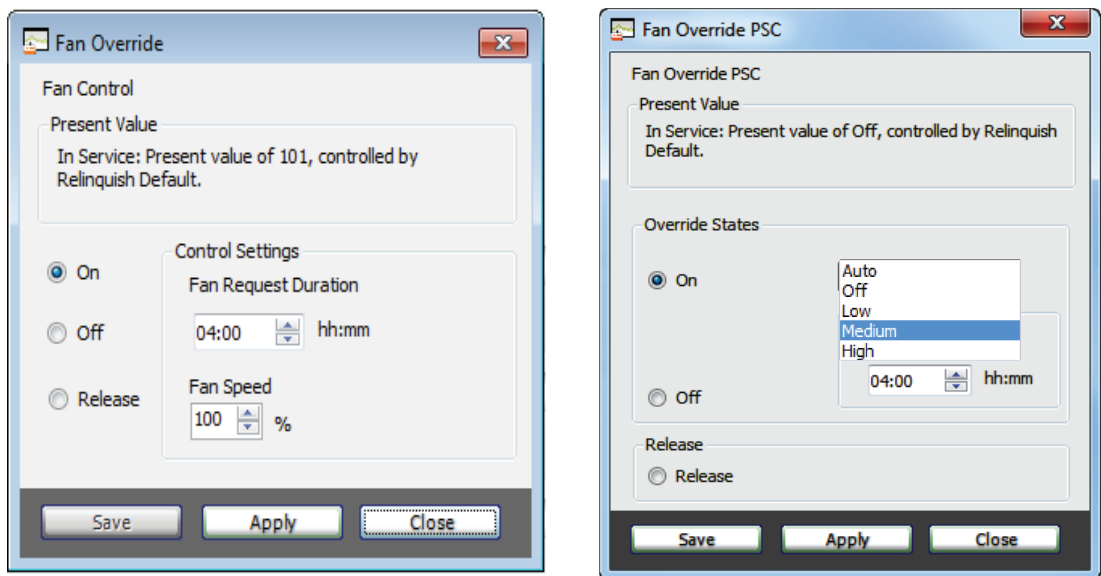 Fan Override
Fan Control
Present Value
In Service: Present value of 101, controlled by
Relinquish Default.
On
Off
Release
Control Settings
Fan Request Duration
04:00 hh:mm
Fan Speed
100 %
Save Apply Close
Fan Override PSC
Fan Override PSC
Present Value
In Service: Present value of Off, controlled by Relinquish
Default.
Override States
On
Auto
Off
Low
Medium
High
04:00 hh:mm
Off
Release
Release
Save Apply Close